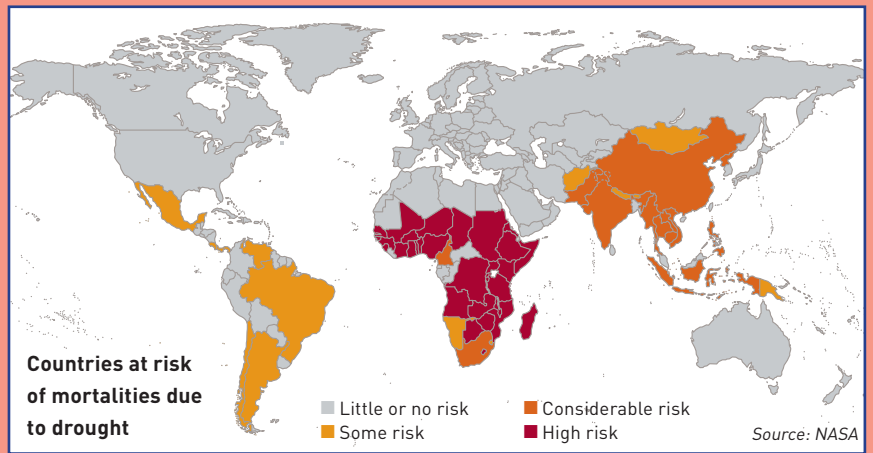 Countries at risk
of mortalities due
to drought
Little or no risk
Some risk
Considerable risk
High risk
Source: NASA